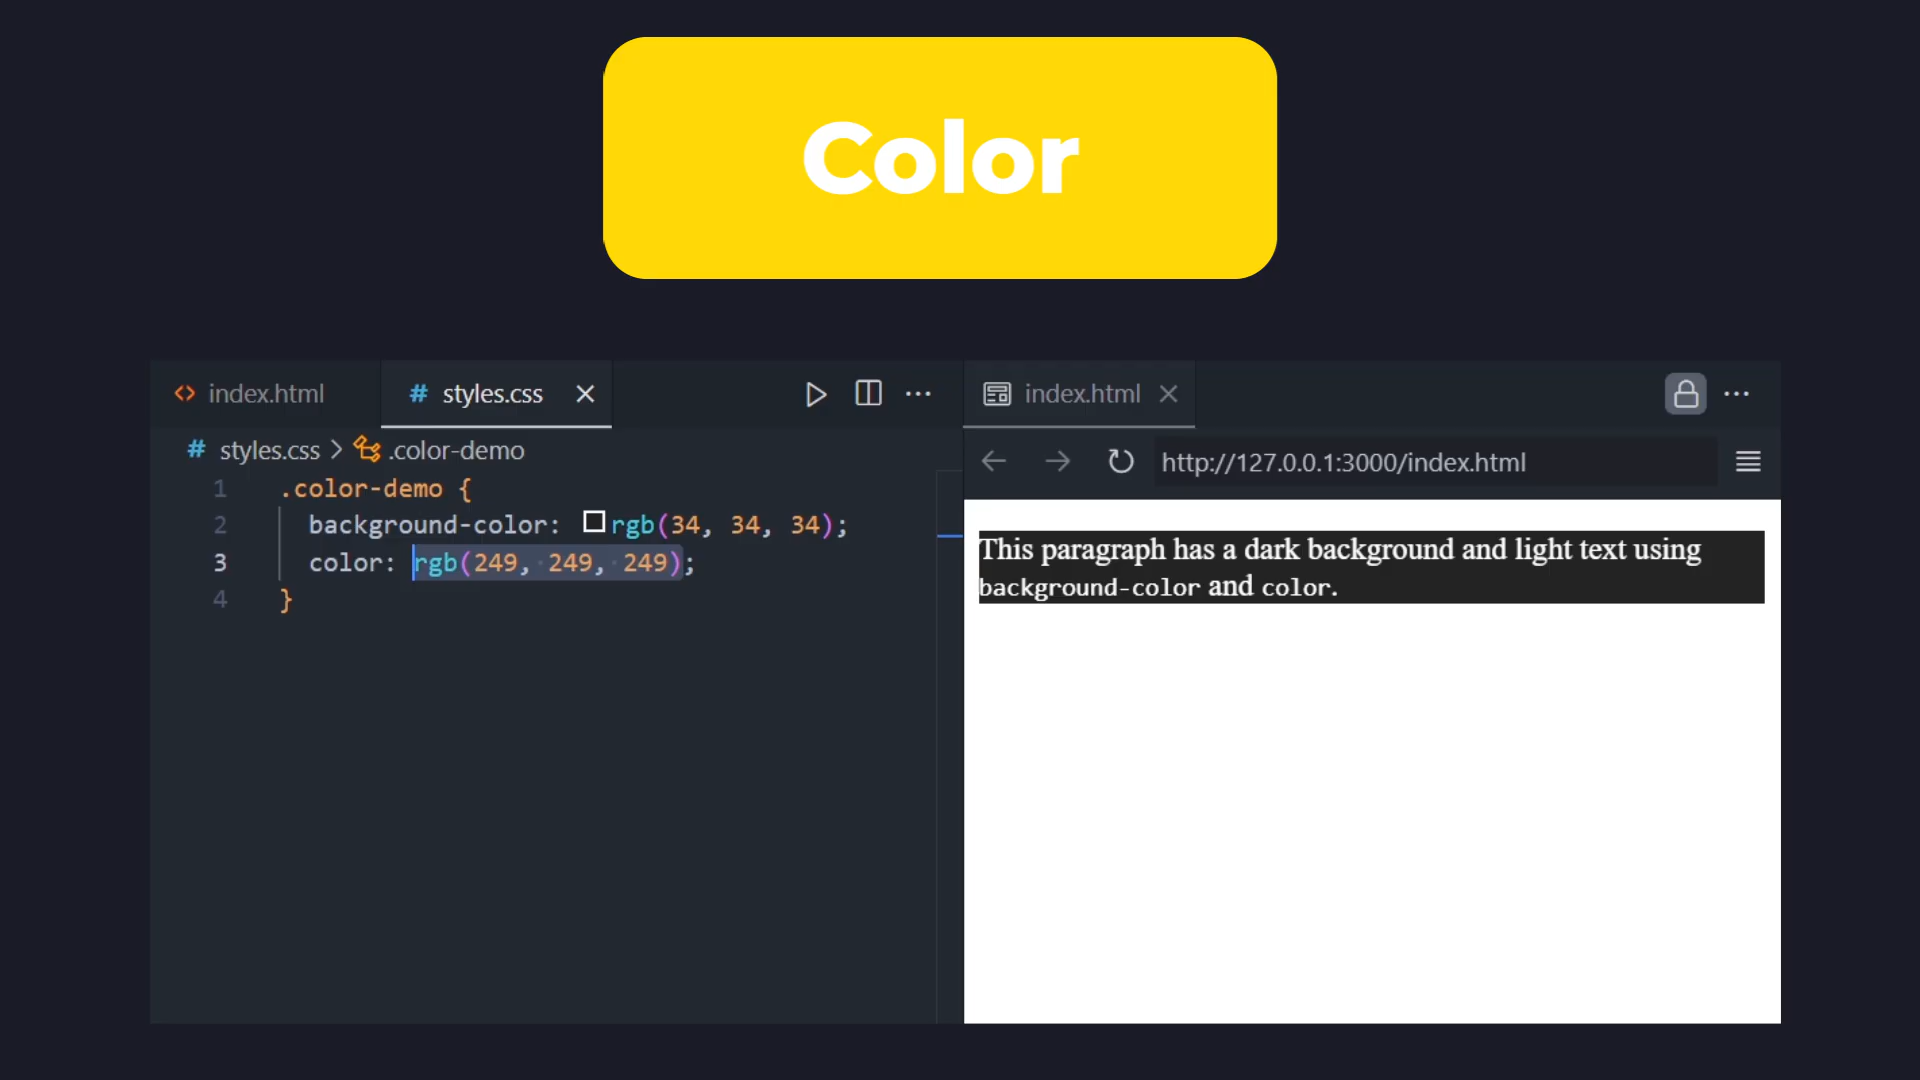 Color
index.html
# styles.css
index.html
# styles.css > .color-demo
http://127.0.0.1:3000/index.html
1 .color-demo {
2 background-color: rgb(34, 34, 34);
3 color: rgb(249, 249, 249);
4 }
This paragraph has a dark background and light text using
background-color and color.